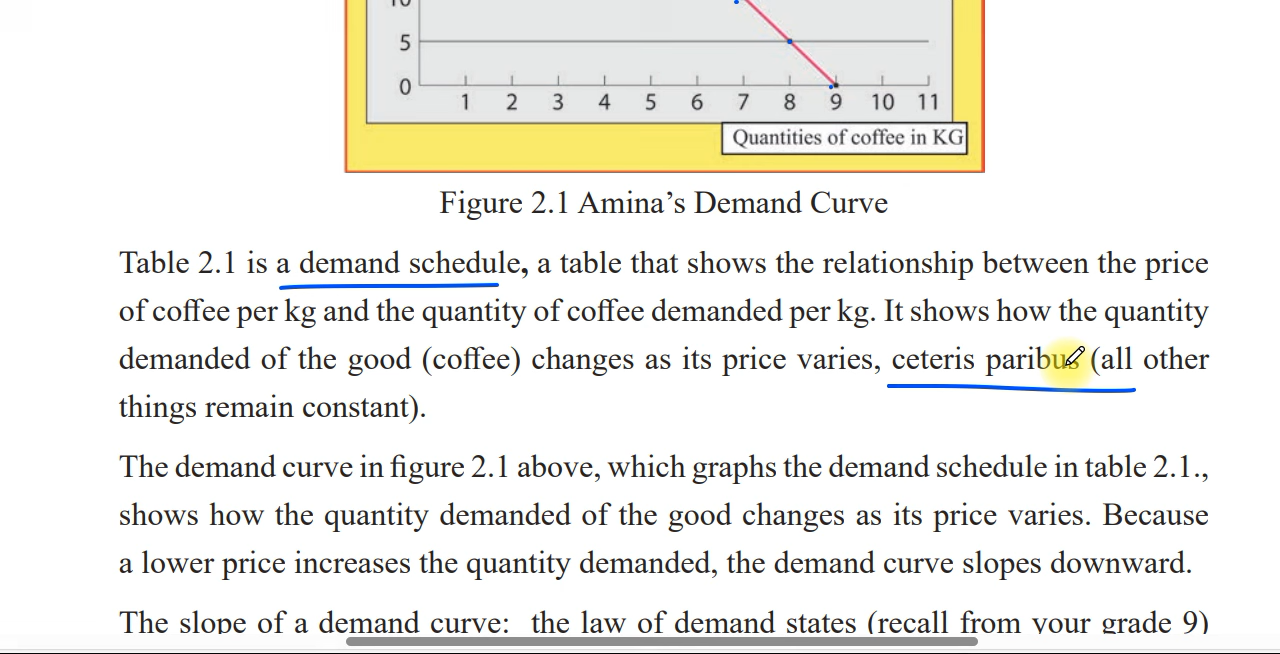 10
5
0
1 2 3 4 5 6 7 8 9 10 11
Quantities of coffee in KG
Figure 2.1 Amina’s Demand Curve
Table 2.1 is a demand schedule, a table that shows the relationship between the price
of coffee per kg and the quantity of coffee demanded per kg. It shows how the quantity
demanded of the good (coffee) changes as its price varies, ceteris paribus (all other
things remain constant).
The demand curve in figure 2.1 above, which graphs the demand schedule in table 2.1.,
shows how the quantity demanded of the good changes as its price varies. Because
a lower price increases the quantity demanded, the demand curve slopes downward.
The slope of a demand curve: the law of demand states (recall from your grade 9)